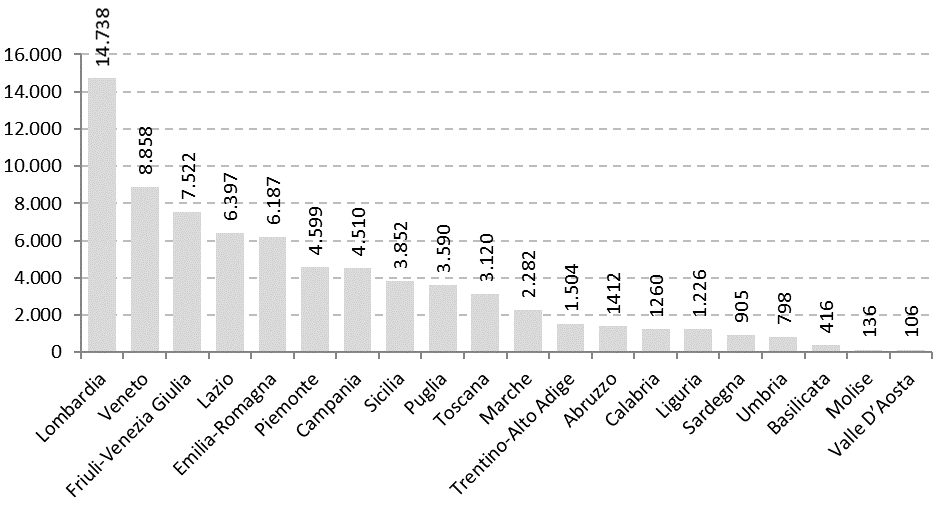 16.000
14.000
12.000
10.000
8.000
6.000
4.000
2.000
0
14.738
8.858
7.522
6.397
6.187
4.599
4.510
3.852
3.590
3.120
2.282
1.504
1412
1260
1.226
905
798
416
136
106
Lombardia
Veneto
Friuli-Venezia Giulia
Lazio
Emilia-Romagna
Piemonte
Campania
Sicilia
Puglia
Toscana
Marche
Trentino-Alto Adige
Abruzzo
Calabria
Liguria
Sardegna
Umbria
Basilicata
Molise
Valle D’Aosta